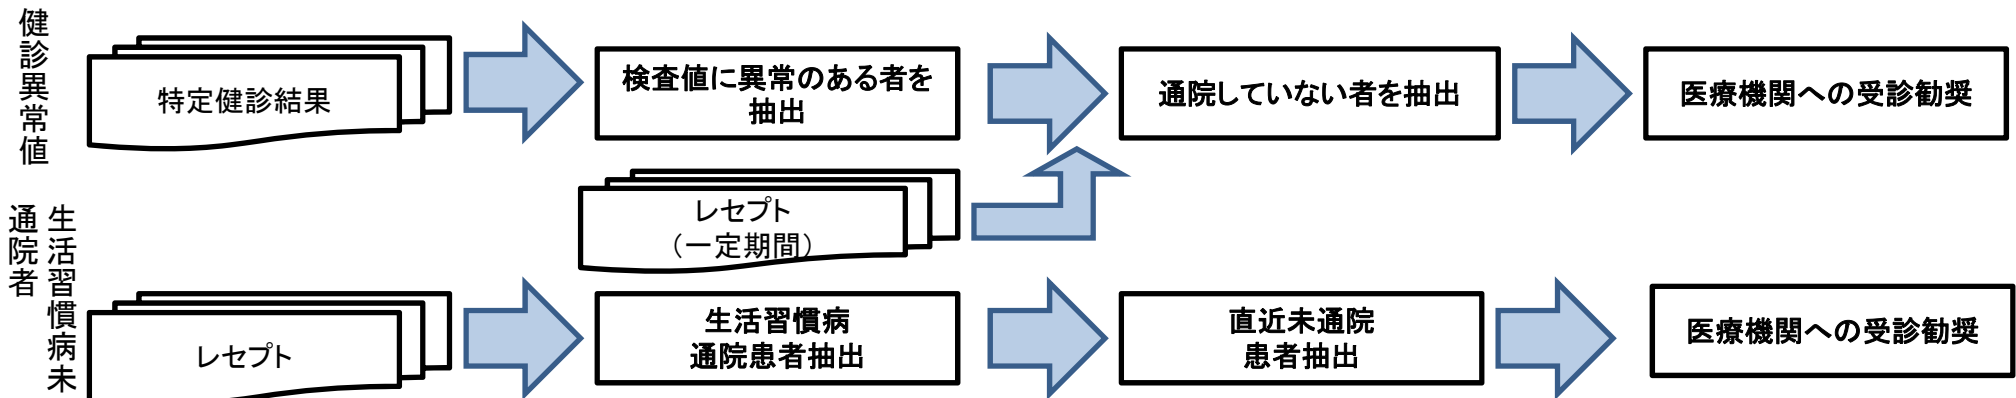 健診異常値
特定健診結果
検査値に異常のある者を
抽出
通院していない者を抽出
医療機関への受診勧奨
レセプト
（一定期間）
生活習慣病未
通院者
レセプト
生活習慣病
通院患者抽出
直近未通院
患者抽出
医療機関への受診勧奨